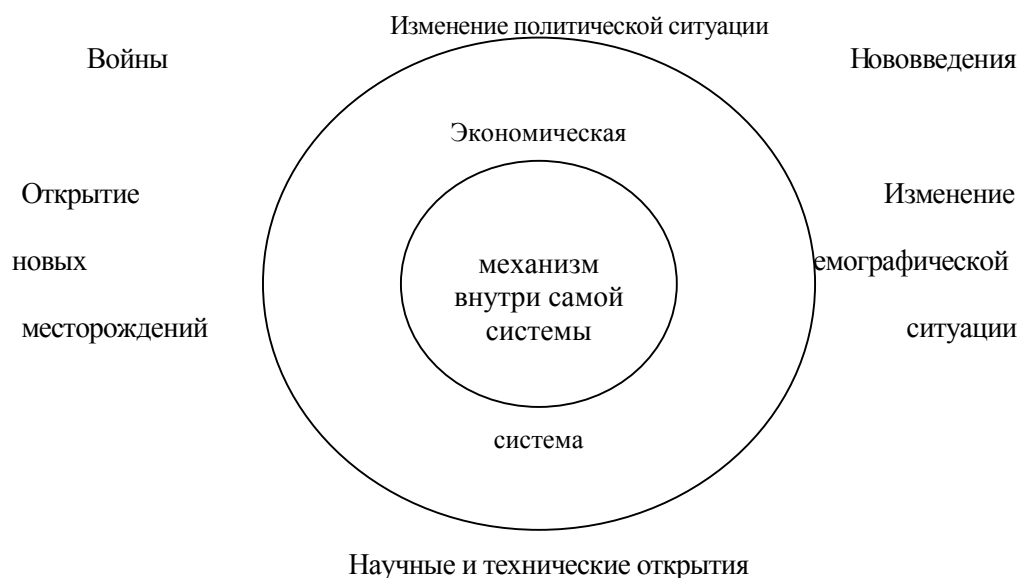 Изменение политической ситуации
Войны
Нововведения
Экономическая
Открытие
новых
месторождений
механизм
внутри самой
системы
Изменение
емографической
ситуации
система
Научные и технические открытия